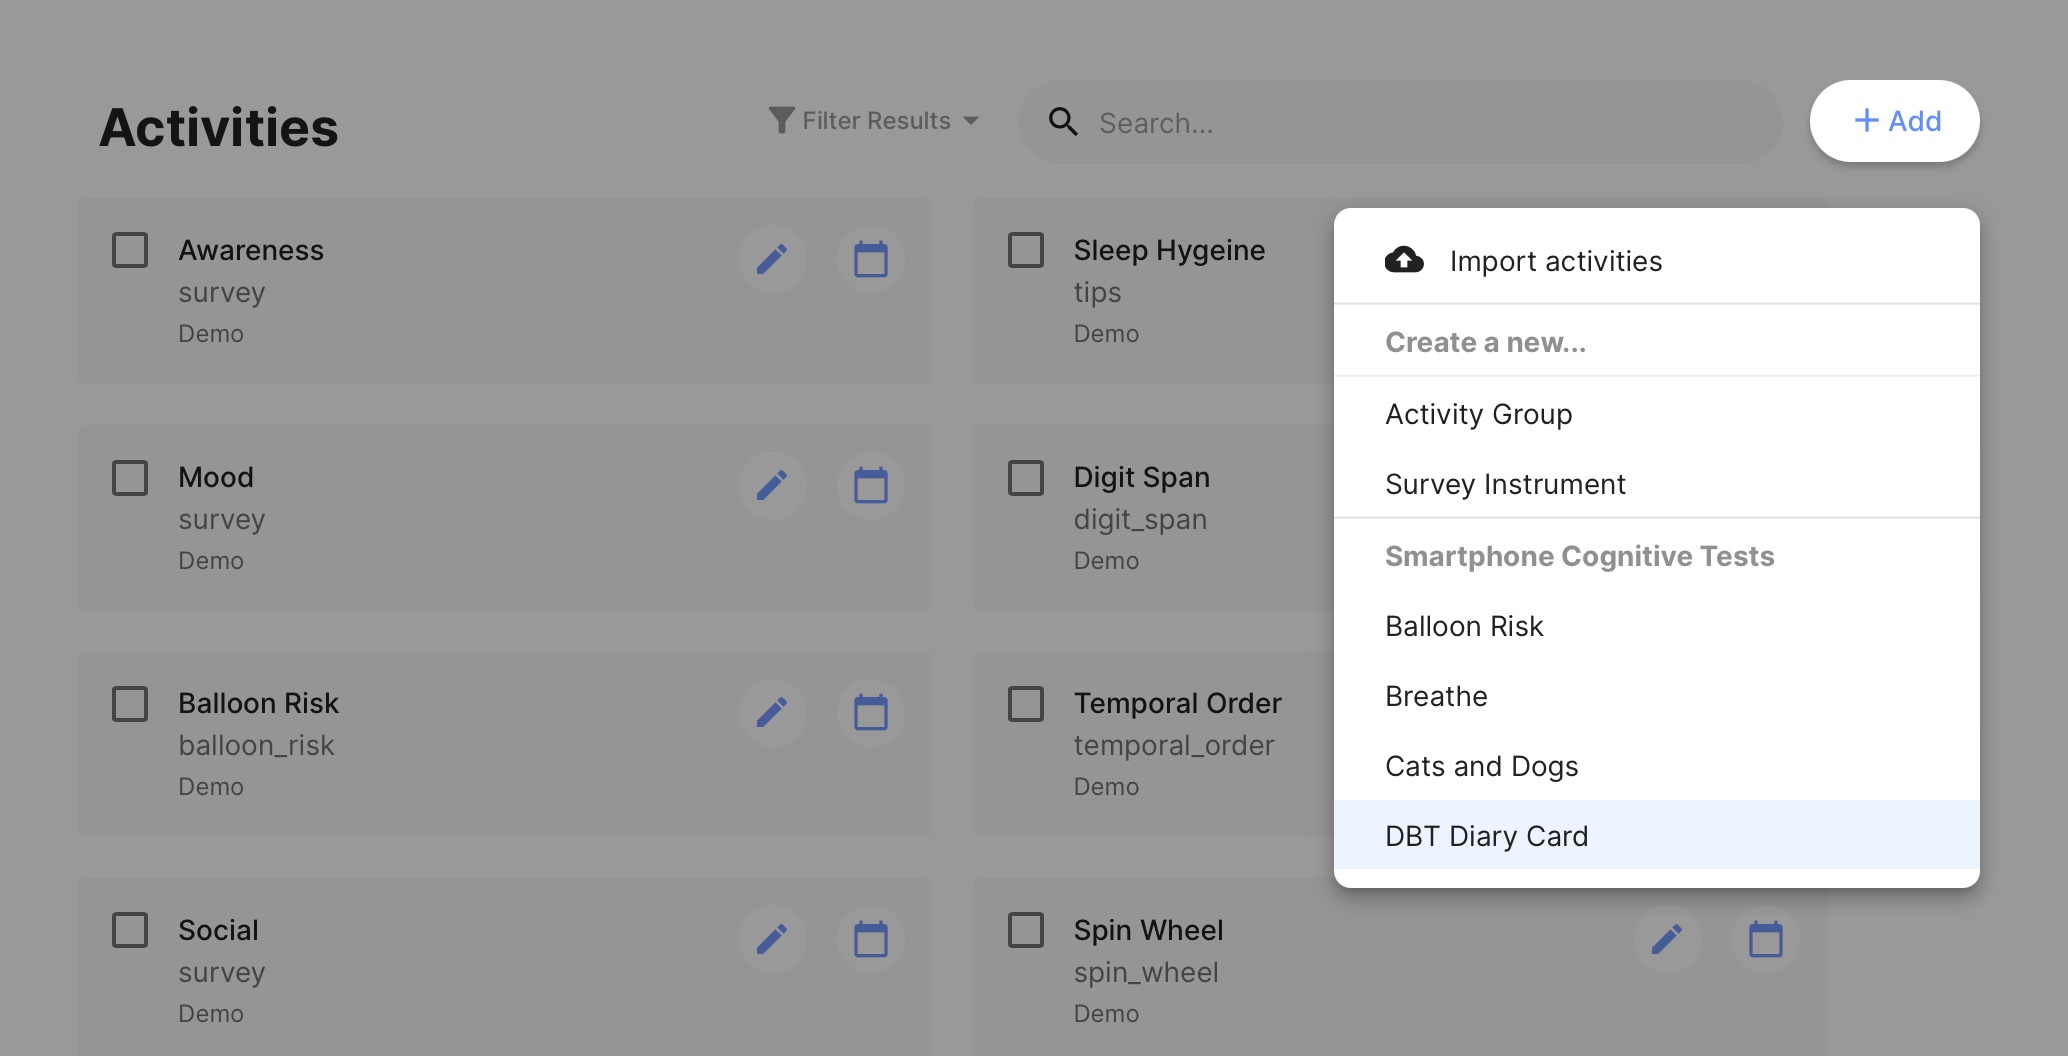 Activities
Filter Results
Search...
+ Add
Awareness
survey
Demo
Sleep Hygeine
tips
Demo
Mood
survey
Demo
Digit Span
digit_span
Demo
Balloon Risk
balloon_risk
Demo
Temporal Order
temporal_order
Demo
Social
survey
Demo
Spin Wheel
spin_wheel
Demo
Import activities
Create a new...
Activity Group
Survey Instrument
Smartphone Cognitive Tests
Balloon Risk
Breathe
Cats and Dogs
DBT Diary Card